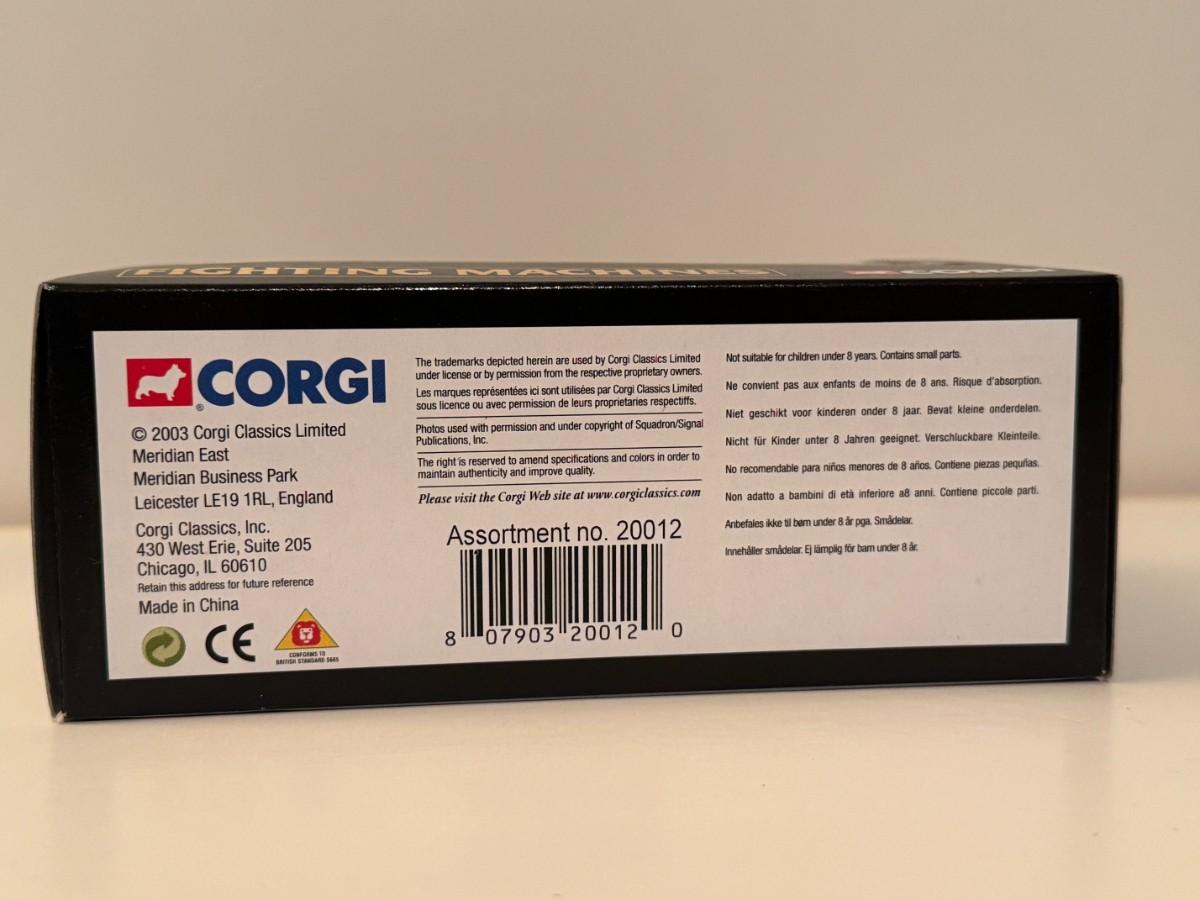 FIGHTING MACHINES
CORGI
CORGI
®
© 2003 Corgi Classics Limited
Meridian East
Meridian Business Park
Leicester LE19 1RL, England
Corgi Classics, Inc.
430 West Erie, Suite 205
Chicago, IL 60610
Retain this address for future reference
Made in China
CE
CONFORMS TO
BRITISH STANDARD 5665
The trademarks depicted herein are used by Corgi Classics Limited
under license or by permission from the respective proprietary owners.
Les marques représentées ici sont utilisées par Corgi Classics Limited
sous licence ou avec permission de leurs proprietaries respectiffs.
Photos used with permission and under copyright of Squadron/Signal
Publications, Inc.
The right is reserved to amend specifications and colors in order to
maintain authenticity and improve quality.
Please visit the Corgi Web site at www.corgiclassics.com
Assortment no. 20012
8 07903 20012 0
Not suitable for children under 8 years. Contains small parts.
Ne convient pas aux enfants de moins de 8 ans. Risque d'absorption.
Niet geschikt voor kinderen onder 8 jaar. Bevat kleine onderdelen.
Nicht für Kinder unter 8 Jahren geeignet. Verschluckbare Kleinteile.
No recomendable para niños menores de 8 años. Contiene piezas pequñas.
Non adatto a bambini di età inferiore a8 anni. Contiene piccole parti.
Anbefales ikke til børn under 8 år pga. Smådelar.
Innehåller smådelar. Ej lämplig för barn under 8 år.